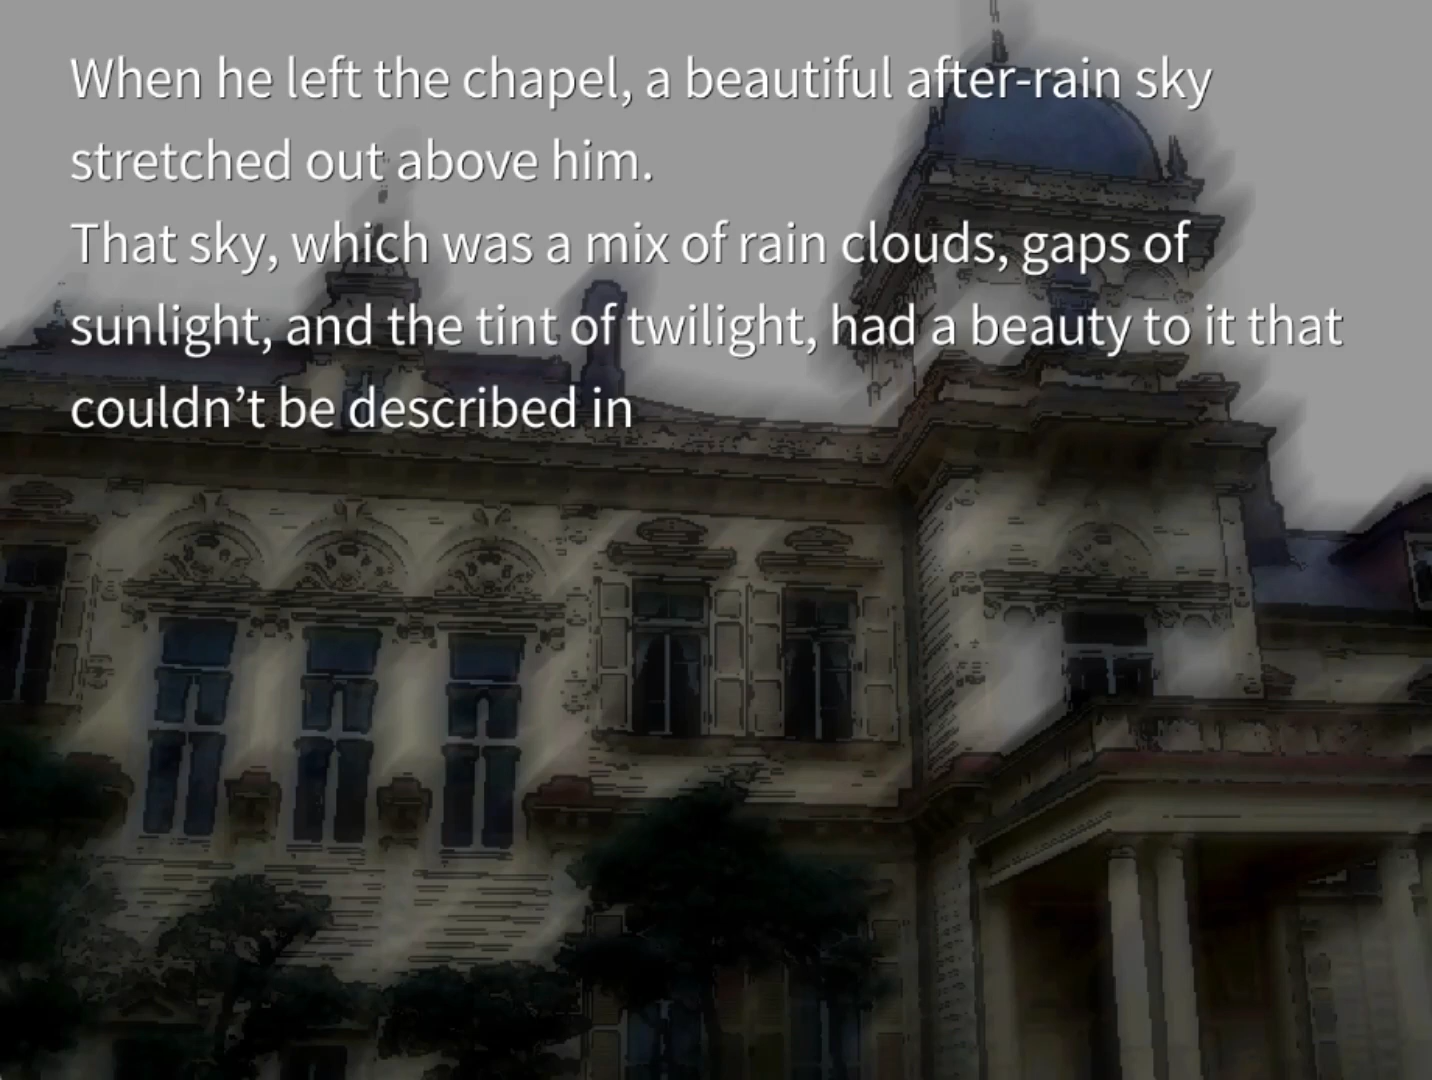 When he left the chapel, a beautiful after-rain sky
stretched out above him.
That sky, which was a mix of rain clouds, gaps of
sunlight, and the tint of twilight, had a beauty to it that
couldn’t be described in